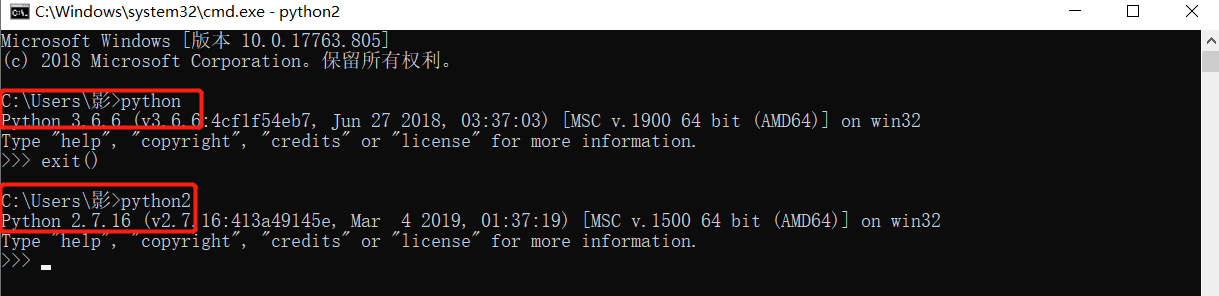 C:\Windows\system32\cmd.exe - python2
Microsoft Windows [版本 10.0.17763.805]
(c) 2018 Microsoft Corporation。保留所有权利。
C:\Users\影>python
Python 3.6.6 (v3.6.6:4cf1f54eb7, Jun 27 2018, 03:37:03) [MSC v.1900 64 bit (AMD64)] on win32
Type "help", "copyright", "credits" or "license" for more information.
>>> exit()
C:\Users\影>python2
Python 2.7.16 (v2.7.16:413a49145e, Mar  4 2019, 01:37:19) [MSC v.1500 64 bit (AMD64)] on win32
Type "help", "copyright", "credits" or "license" for more information.
>>>